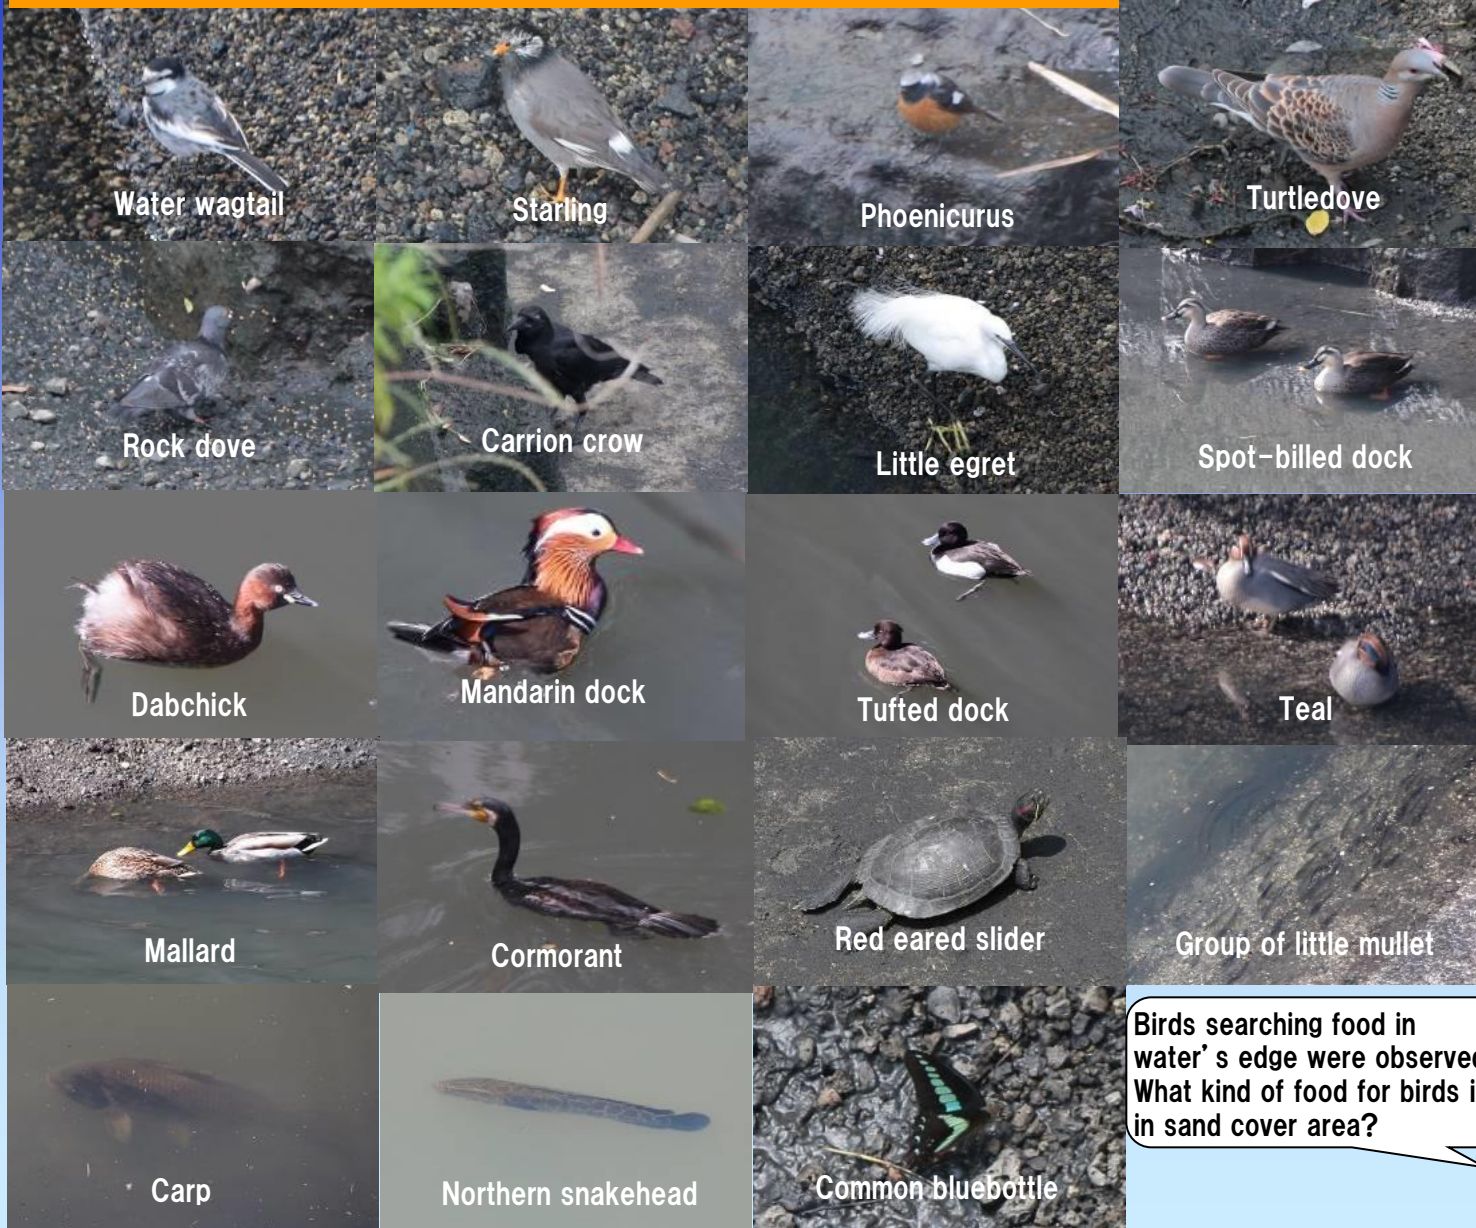 Water wagtail
Starling
Phoenicurus
Turtledove
Rock dove
Carrion crow
Little egret
Spot-billed dock
Dabchick
Mandarin dock
Tufted dock
Teal
Mallard
Cormorant
Red eared slider
Group of little mullet
Carp
Northern snakehead
Common bluebottle
Birds searching food in
water's edge were observe
What kind of food for birds i
in sand cover area?